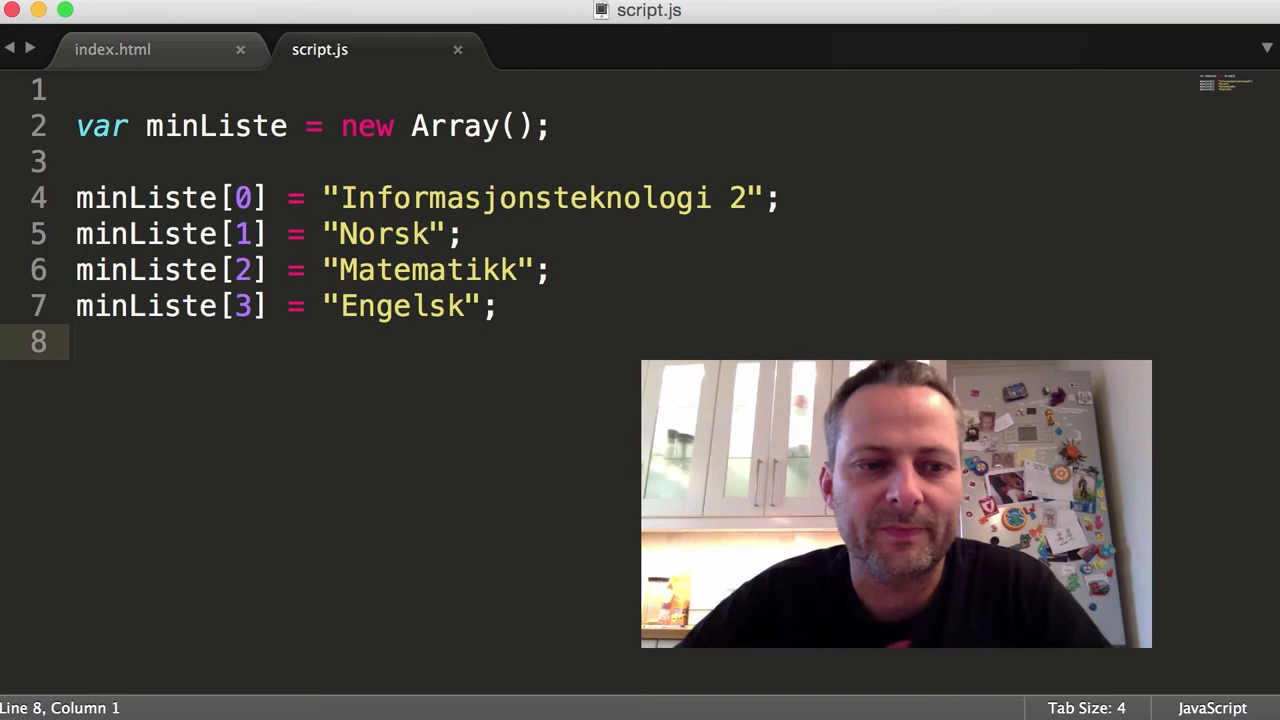 script.js
index.html × script.js ×
1
2 var minListe = new Array();
3
4 minListe[0] = "Informasjonsteknologi 2";
5 minListe[1] = "Norsk";
6 minListe[2] = "Matematikk";
7 minListe[3] = "Engelsk";
8
Line 8, Column 1 Tab Size: 4 JavaScript